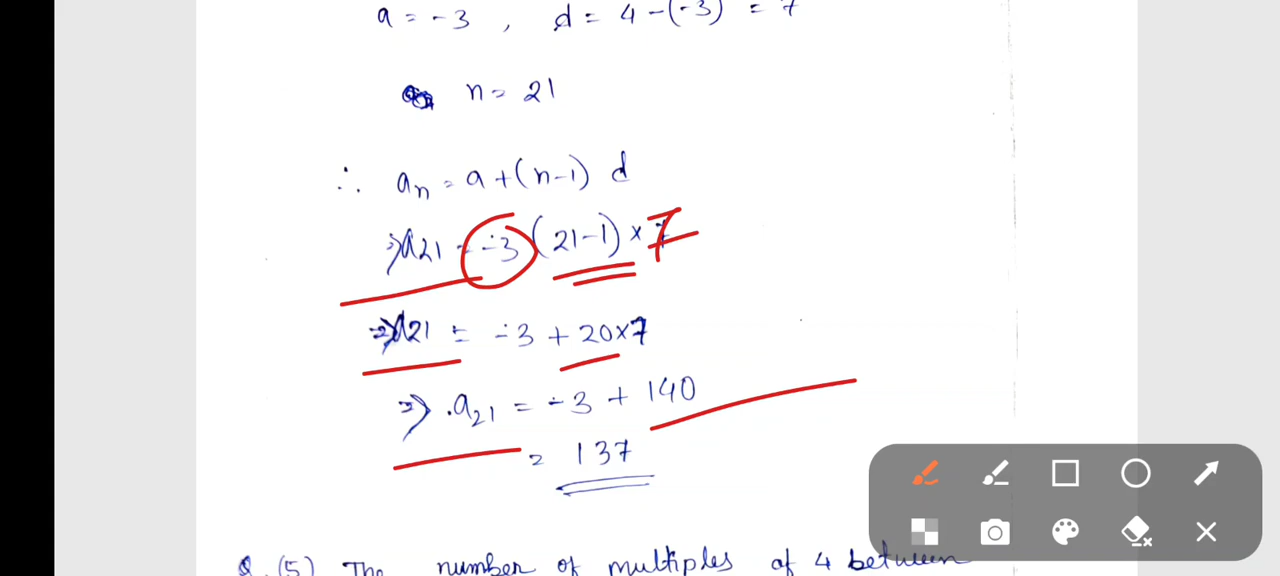 a = -3 , d = 4 - (-3) = 7
n = 21
∴ an = a + (n-1) d
⇒ a21 = -3 (21-1) × 7
⇒ a21 = -3 + 20×7
⇒ a21 = -3 + 140
= 137
Q.(5) The number of multiples of 4 between